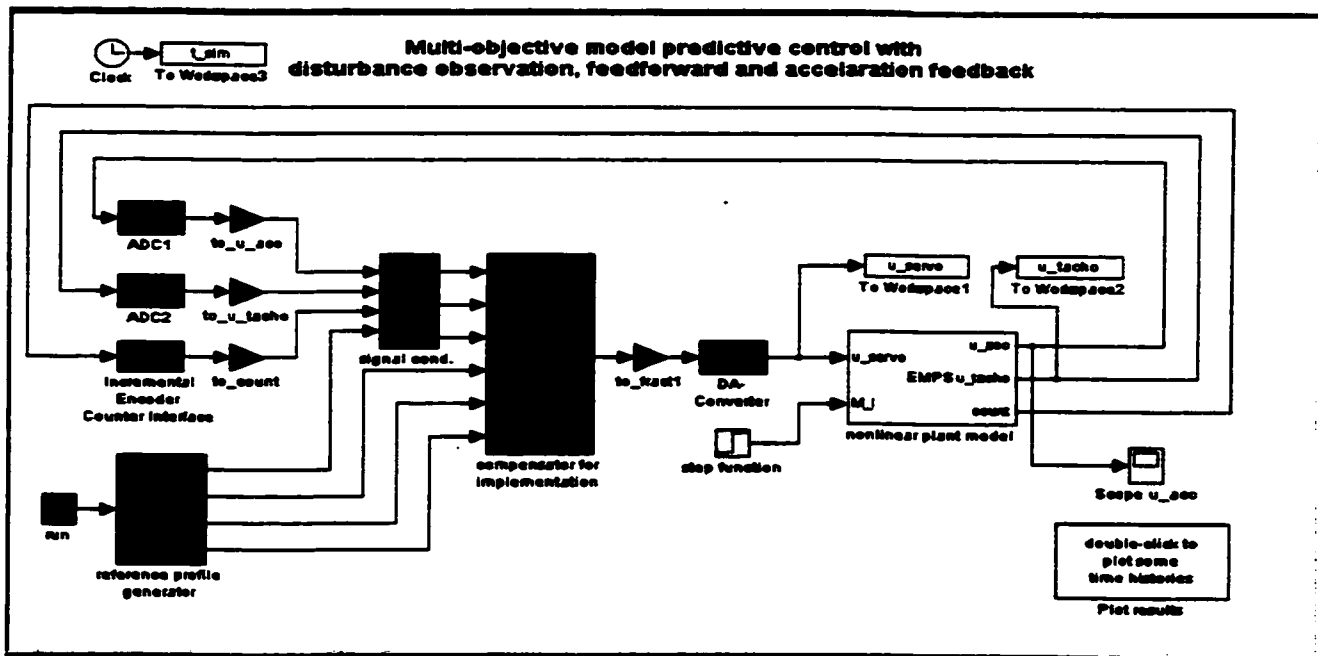 Multi-objective model predictive control with
disturbance observation, feedforward and accelaration feedback
Clock
t_sim
To Workspace3
ADC1
to_u_acc
ADC2
to_u_tacho
Incremental
Encoder
Counter Interface
to_count
signal cond.
run
reference profile
generator
compensator for
implementation
to_fract1
DA-
Converter
step function
u_servo
To Workspace1
u_tacho
To Workspace2
u_servo
M_l
EMPS
u_acc
u_tacho
count
nonlinear plant model
Scope u_acc
double-click to
plot some
time histories
Plot results